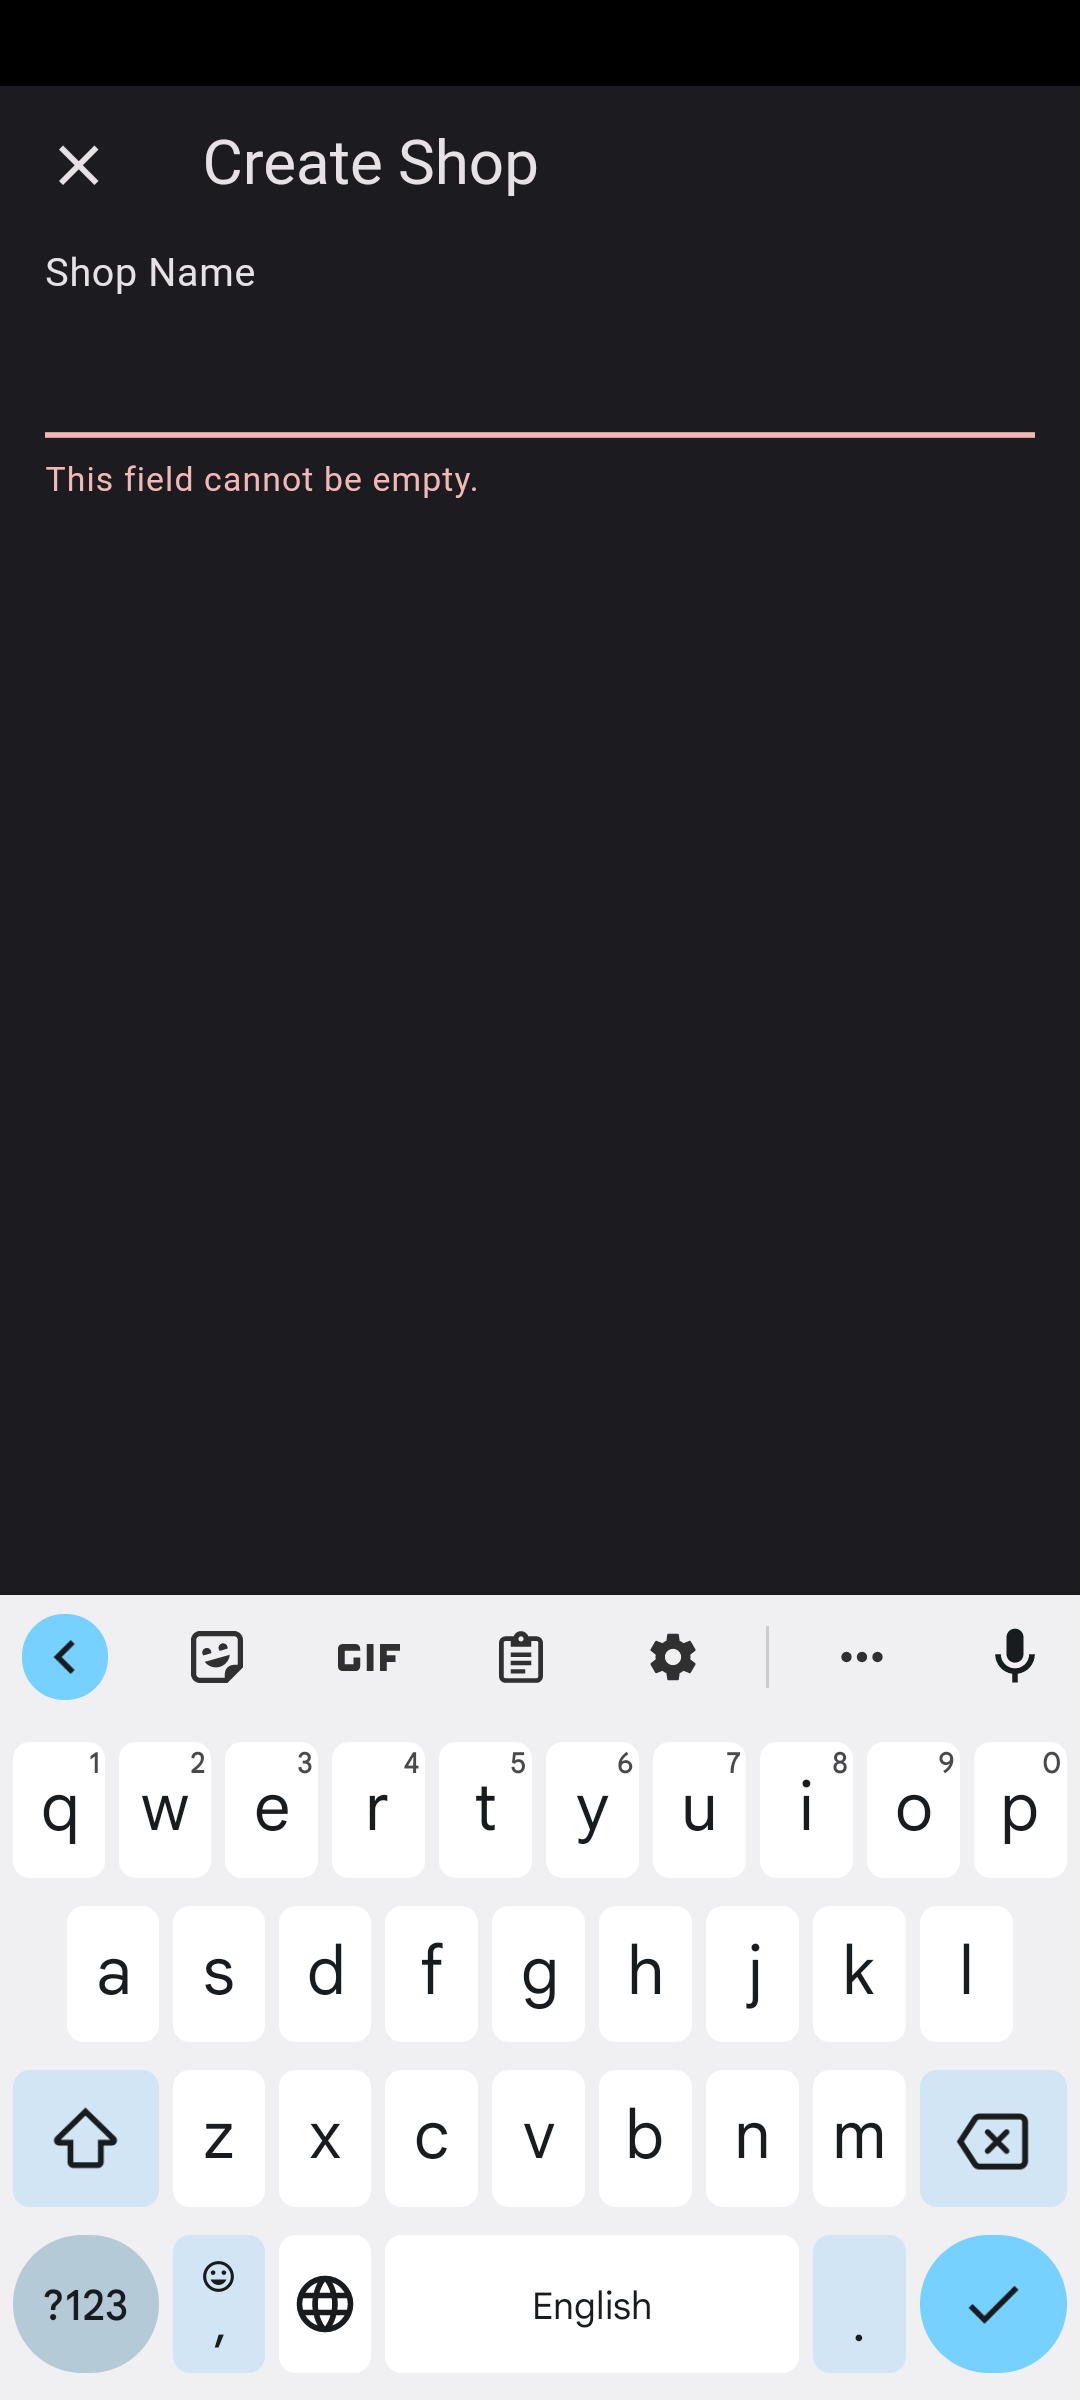 Create Shop
Shop Name
This field cannot be empty.
GIF
1 2 3 4 5 6 7 8 9 0
q w e r t y u i o p
a s d f g h j k l
z x c v b n m
?123 , English .